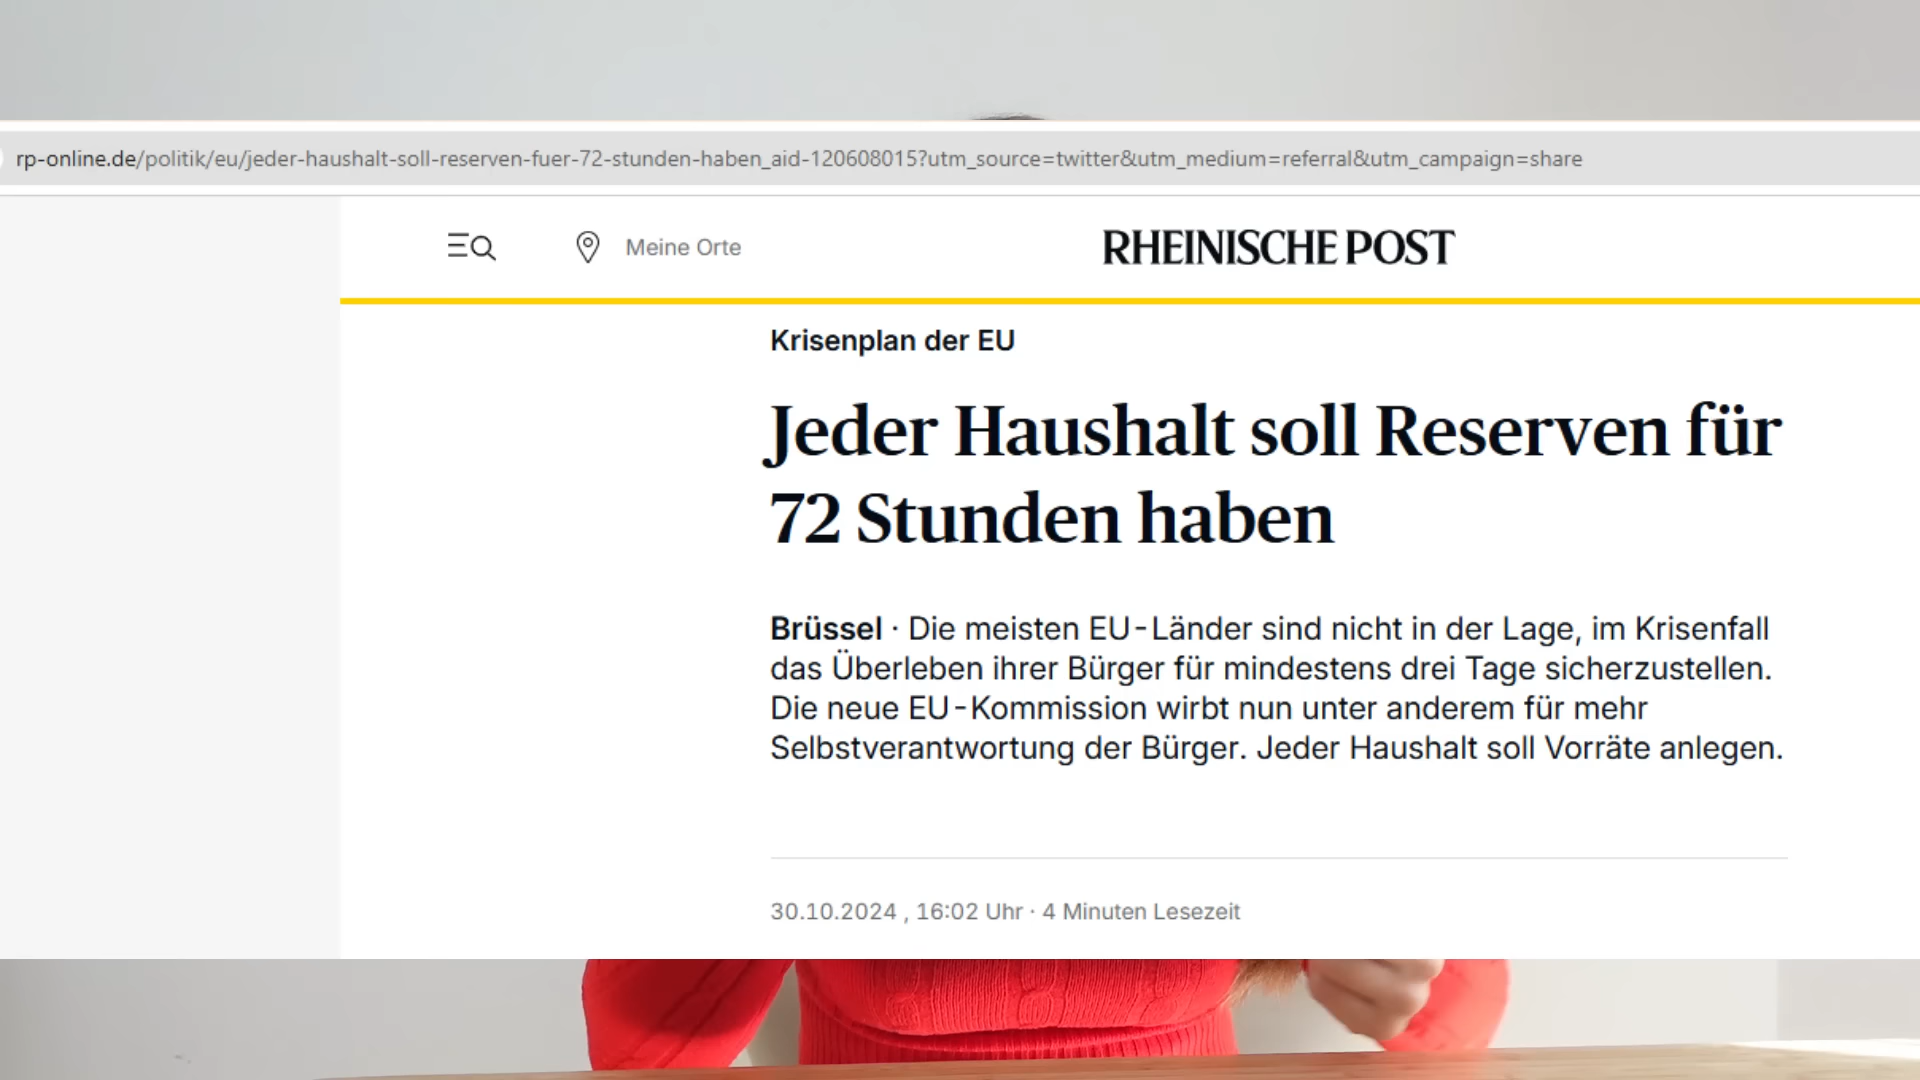 rp-online.de/politik/eu/jeder-haushalt-soll-reserven-fuer-72-stunden-haben_aid-120608015?utm_source=twitter&utm_medium=referral&utm_campaign=share
Meine Orte
RHEINISCHE POST
Krisenplan der EU
Jeder Haushalt soll Reserven für
72 Stunden haben
Brüssel · Die meisten EU-Länder sind nicht in der Lage, im Krisenfall
das Überleben ihrer Bürger für mindestens drei Tage sicherzustellen.
Die neue EU-Kommission wirbt nun unter anderem für mehr
Selbstverantwortung der Bürger. Jeder Haushalt soll Vorräte anlegen.
30.10.2024 , 16:02 Uhr · 4 Minuten Lesezeit